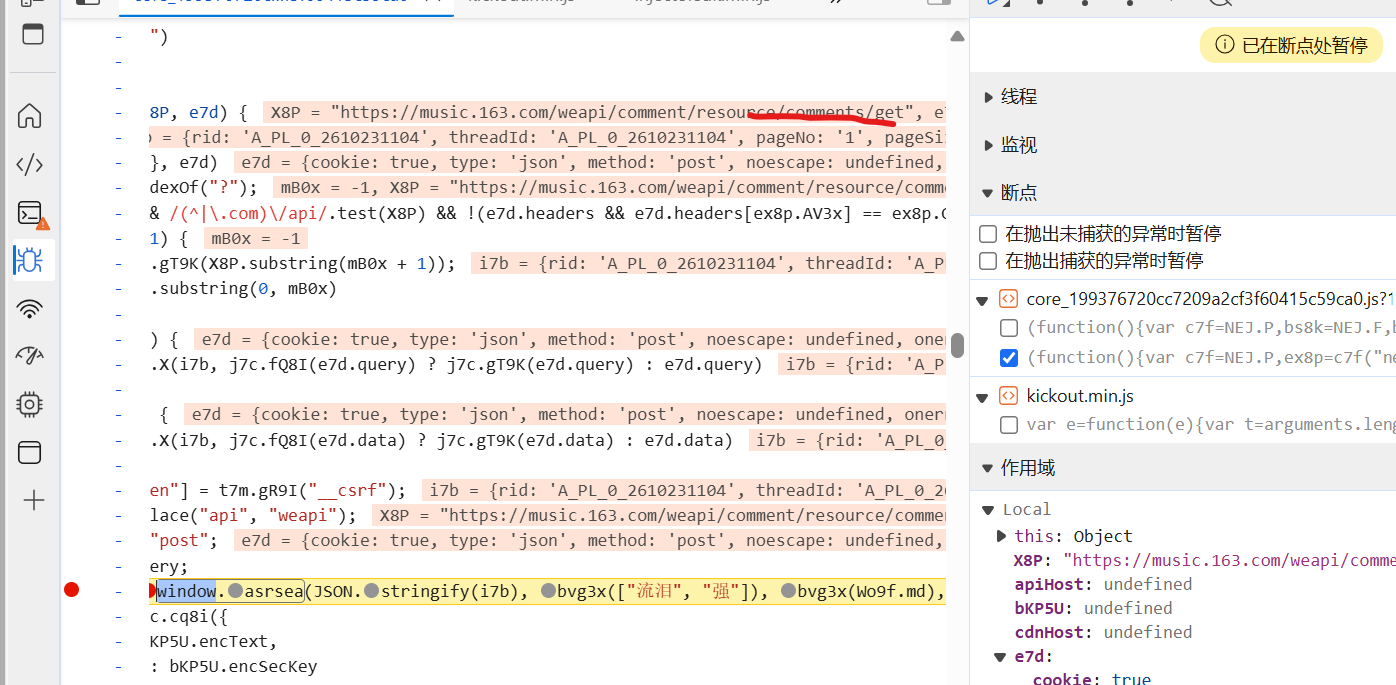 ")
8P, e7d) { X8P = "https://music.163.com/weapi/comment/resource/comments/get", e
= {rid: 'A_PL_0_2610231104', threadId: 'A_PL_0_2610231104', pageNo: '1', pageSi
}, e7d) e7d = {cookie: true, type: 'json', method: 'post', noescape: undefined,
dexOf("?"); mB0x = -1, X8P = "https://music.163.com/weapi/comment/resource/comm
& /(^|\.com)\/api/.test(X8P) && !(e7d.headers && e7d.headers[ex8p.AV3x] == ex8p.
1) { mB0x = -1
.gT9K(X8P.substring(mB0x + 1)); i7b = {rid: 'A_PL_0_2610231104', threadId: 'A_P
.substring(0, mB0x)
) { e7d = {cookie: true, type: 'json', method: 'post', noescape: undefined, oner
.X(i7b, j7c.fQ8I(e7d.query) ? j7c.gT9K(e7d.query) : e7d.query) i7b = {rid: 'A_P
{ e7d = {cookie: true, type: 'json', method: 'post', noescape: undefined, oner
.X(i7b, j7c.fQ8I(e7d.data) ? j7c.gT9K(e7d.data) : e7d.data) i7b = {rid: 'A_PL_0
en"] = t7m.gR9I("__csrf"); i7b = {rid: 'A_PL_0_2610231104', threadId: 'A_PL_0_2
lace("api", "weapi"); X8P = "https://music.163.com/weapi/comment/resource/comme
"post"; e7d = {cookie: true, type: 'json', method: 'post', noescape: undefined,
ery;
window.asrsea(JSON.stringify(i7b), bvg3x(["流泪", "强"]), bvg3x(Wo9f.md),
c.cq8i({
KP5U.encText,
: bKP5U.encSecKey
已在断点处暂停
线程
监视
断点
在抛出未捕获的异常时暂停
在抛出捕获的异常时暂停
core_199376720cc7209a2cf3f60415c59ca0.js?1
(function(){var c7f=NEJ.P,bs8k=NEJ.F,b
(function(){var c7f=NEJ.P,ex8p=c7f("ne
kickout.min.js
var e=function(e){var t=arguments.leng
作用域
Local
this: Object
X8P: "https://music.163.com/weapi/comme
apiHost: undefined
bKP5U: undefined
cdnHost: undefined
e7d:
cookie: true